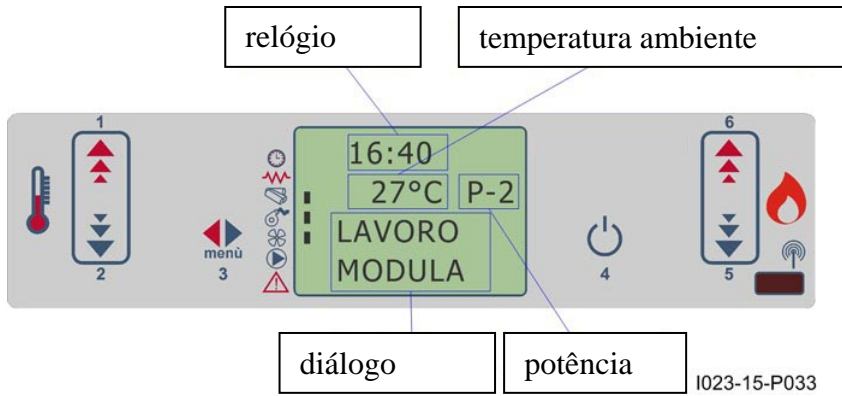 relógio
temperatura ambiente
1
6
16:40
27°C P-2
LAVORO
MODULA
menù
2
3
4
5
diálogo
potência
I023-15-P033